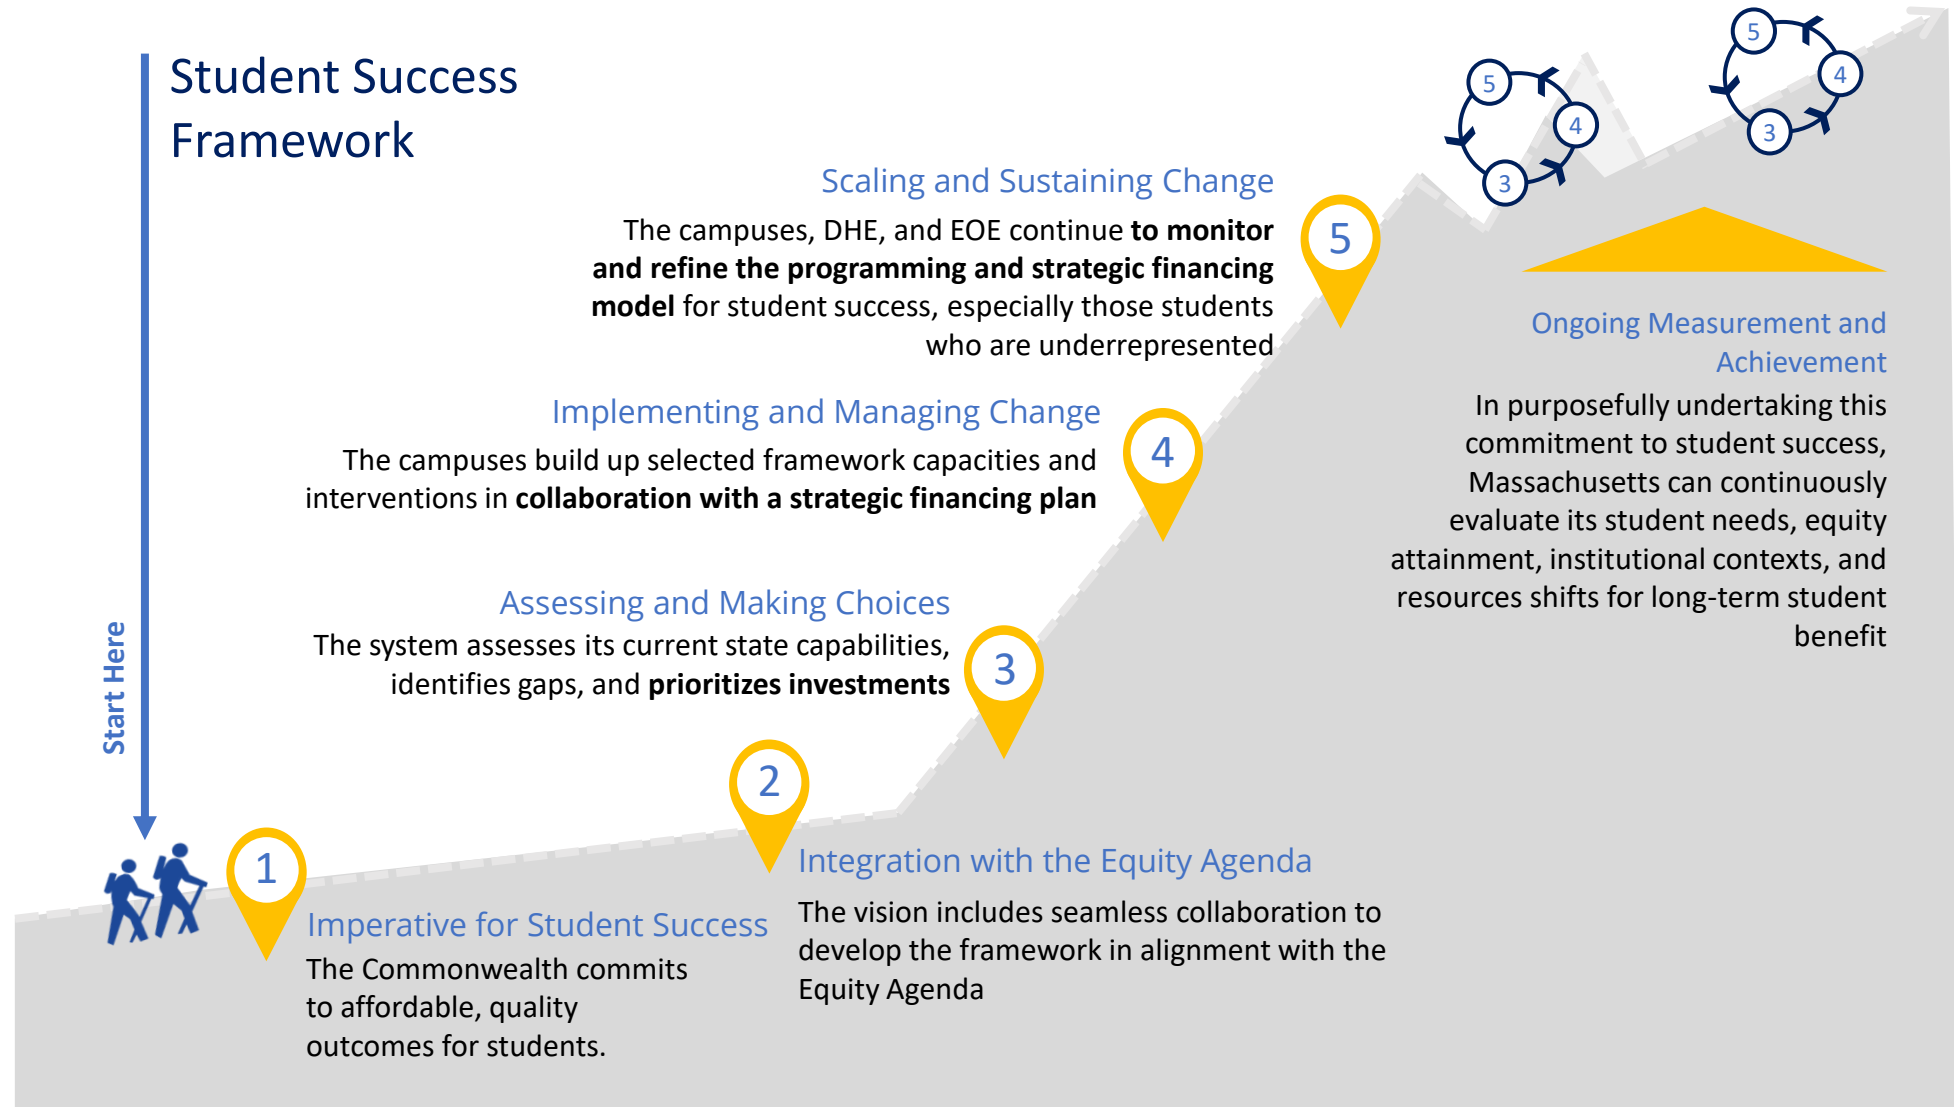 Student Success
Framework
Start Here
1
Imperative for Student Success
The Commonwealth commits
to affordable, quality
outcomes for students.
2
Integration with the Equity Agenda
The vision includes seamless collaboration to
develop the framework in alignment with the
Equity Agenda
Assessing and Making Choices
The system assesses its current state capabilities,
identifies gaps, and prioritizes investments
3
Implementing and Managing Change
The campuses build up selected framework capacities and
interventions in collaboration with a strategic financing plan
4
Scaling and Sustaining Change
The campuses, DHE, and EOE continue to monitor
and refine the programming and strategic financing
model for student success, especially those students
who are underrepresented
5
5
4
3
5
4
3
Ongoing Measurement and
Achievement
In purposefully undertaking this
commitment to student success,
Massachusetts can continuously
evaluate its student needs, equity
attainment, institutional contexts, and
resources shifts for long-term student
benefit